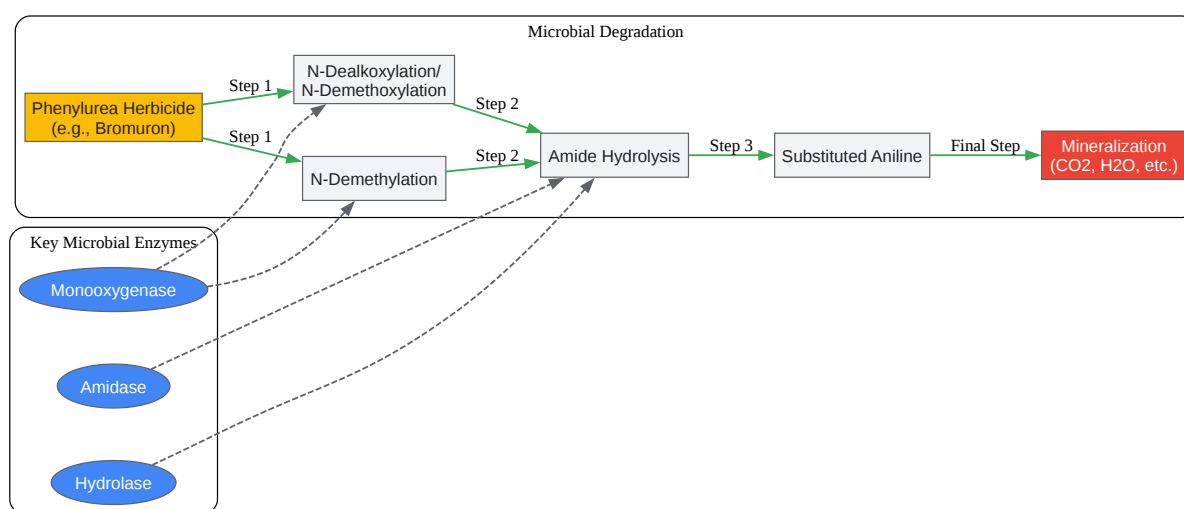 Microbial Degradation
Phenylurea Herbicide
(e.g., Bromuron)
Step 1
Step 1
N-Dealkoxylation/
N-Demethoxylation
N-Demethylation
Step 2
Step 2
Amide Hydrolysis
Step 3
Substituted Aniline
Final Step
Mineralization
(CO2, H2O, etc.)
Key Microbial Enzymes
Monooxygenase
Amidase
Hydrolase